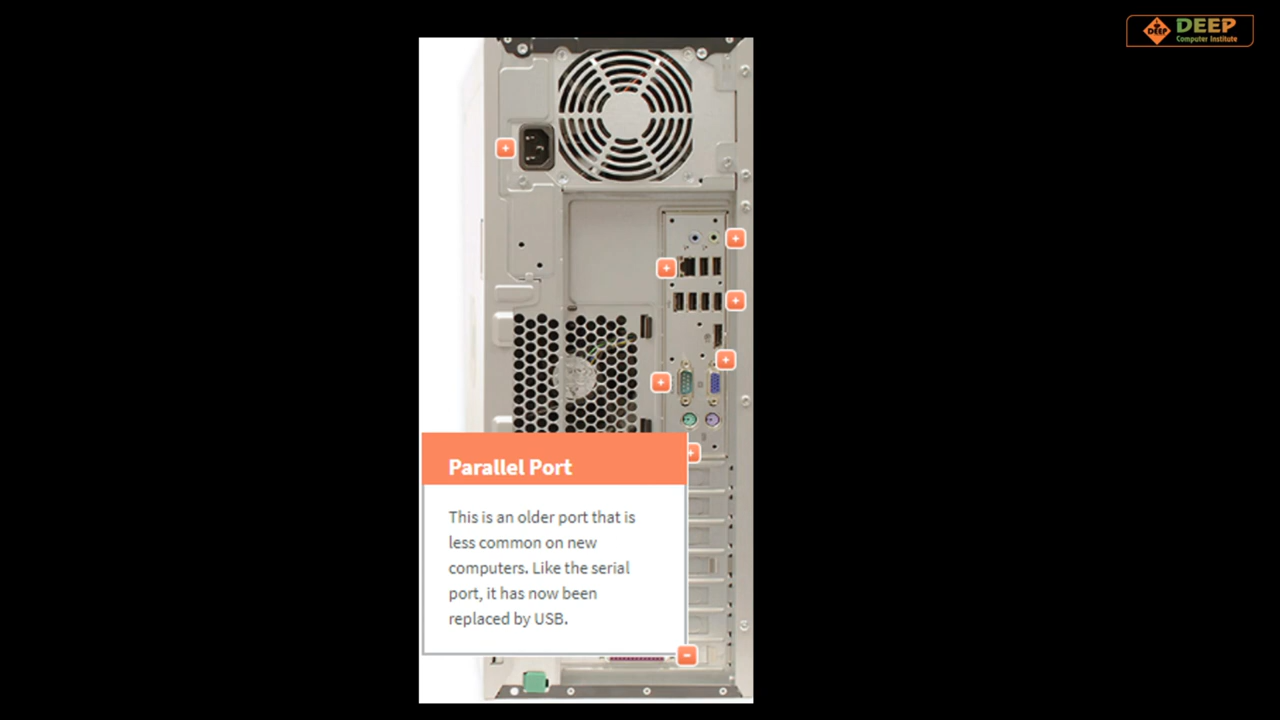 DEEP
DEEP
Computer Institute
Parallel Port
This is an older port that is
less common on new
computers. Like the serial
port, it has now been
replaced by USB.